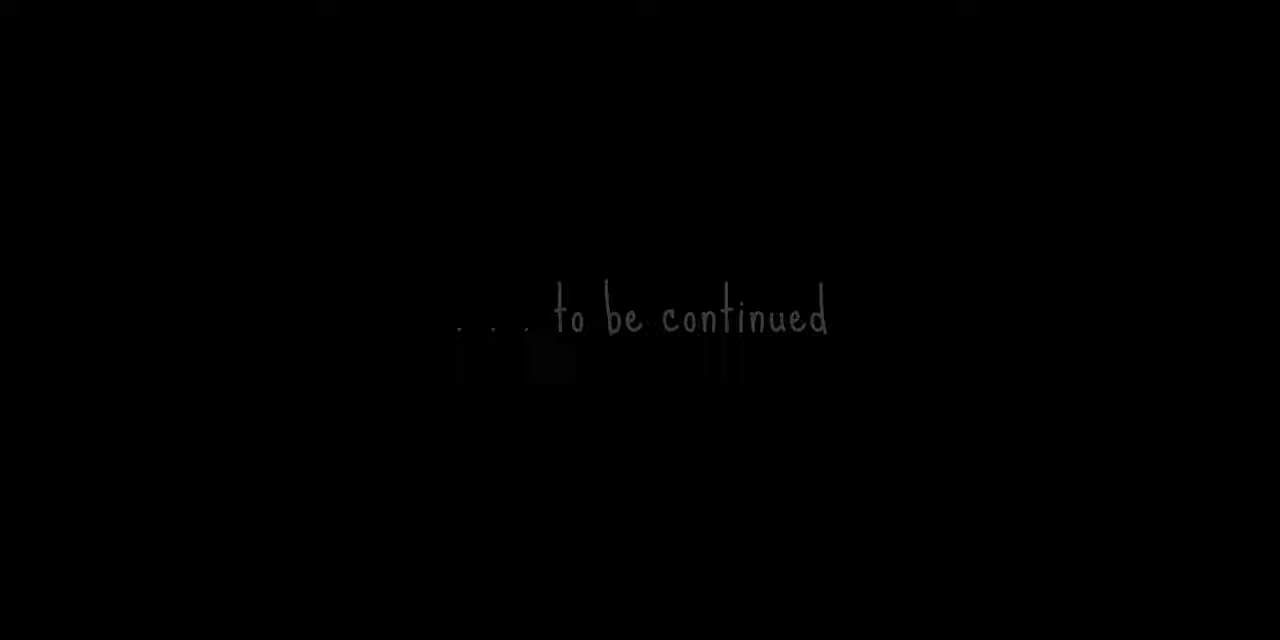 . . . to be continued